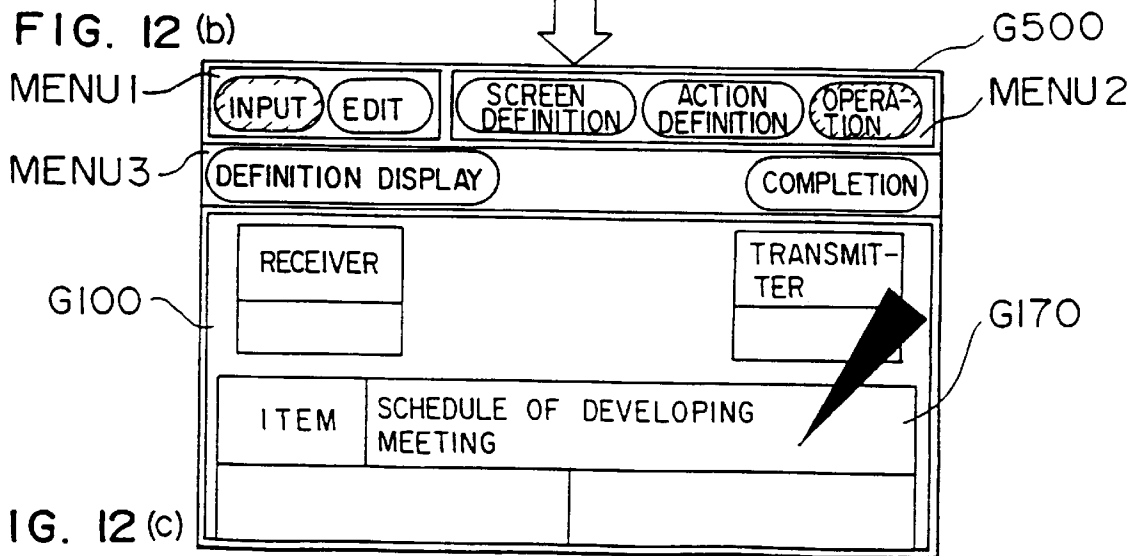 FIG. 12 (b)
G500
MENU1
INPUT
EDIT
SCREEN
DEFINITION
ACTION
DEFINITION
OPERA-
TION
MENU2
MENU3
DEFINITION DISPLAY
COMPLETION
RECEIVER
TRANSMIT-
TER
G100
G170
ITEM
SCHEDULE OF DEVELOPING
MEETING
IG. 12 (c)